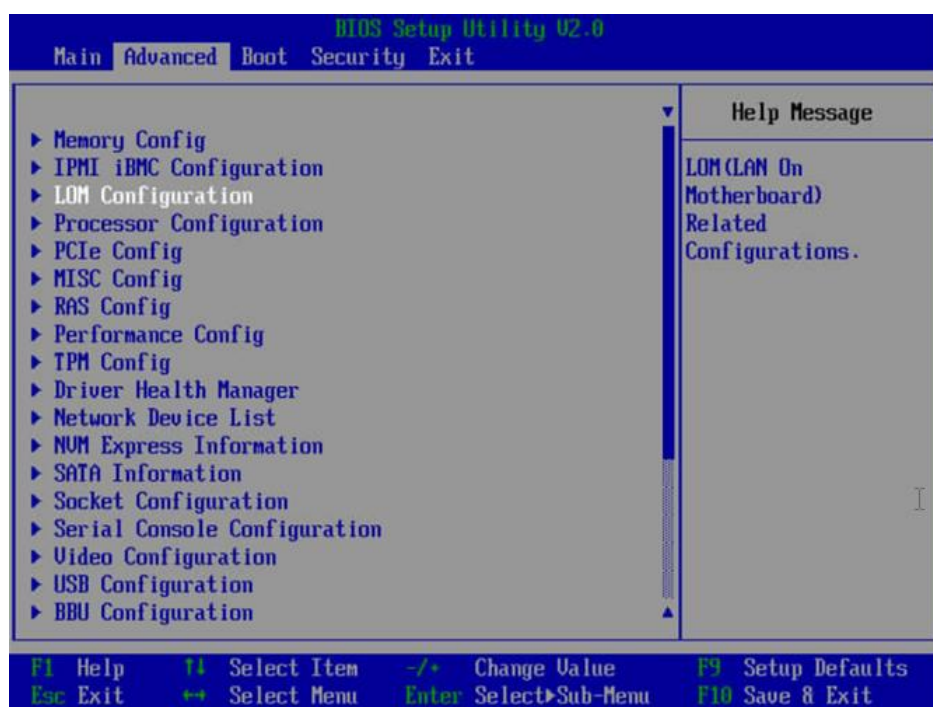 BIOS Setup Utility V2.0
Main Advanced Boot Security Exit
Help Message
Memory Config
IPMI iBMC Configuration
LOM Configuration
Processor Configuration
PCIe Config
MISC Config
RAS Config
Performance Config
TPM Config
Driver Health Manager
Network Device List
NVM Express Information
SATA Information
Socket Configuration
Serial Console Configuration
Video Configuration
USB Configuration
BBU Configuration
LOM(LAN On
Motherboard)
Related
Configurations.
F1 Help ↑↓ Select Item -/+ Change Value F9 Setup Defaults
Esc Exit ↔ Select Menu Enter Select▶Sub-Menu F10 Save & Exit